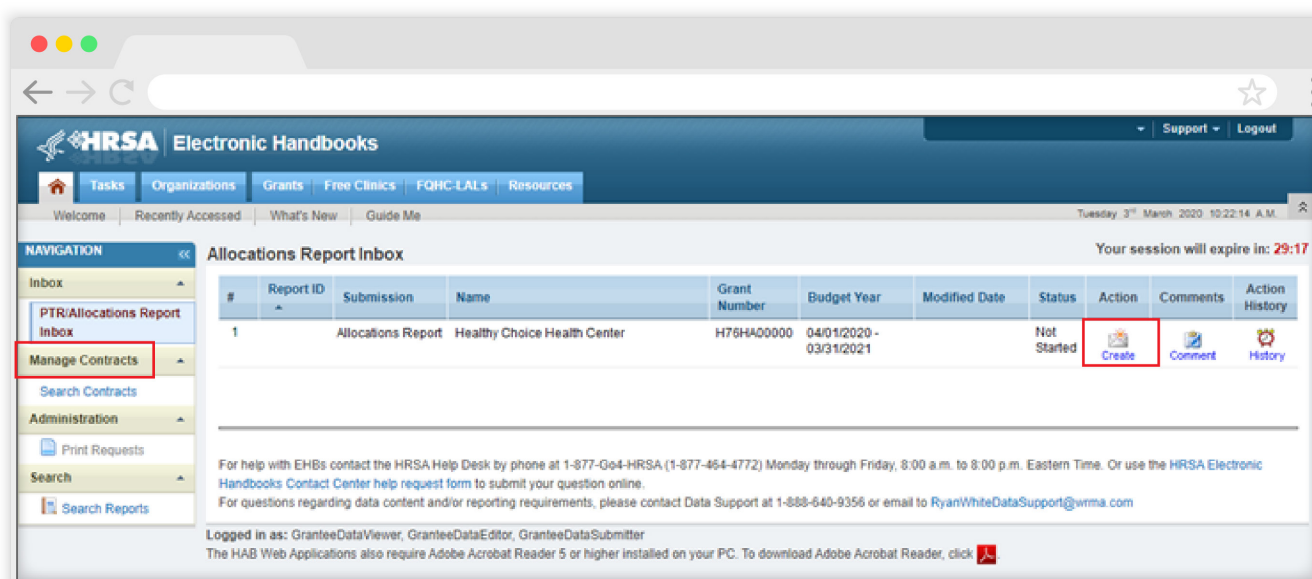 HRSA Electronic Handbooks
Support Logout
Tasks Organizations Grants Free Clinics FQHC-LALs Resources
Welcome Recently Accessed What's New Guide Me
Tuesday 3rd March 2020 10:22:14 A.M.
NAVIGATION
Inbox
PTR/Allocations Report
Inbox
Manage Contracts
Search Contracts
Administration
Print Requests
Search
Search Reports
Allocations Report Inbox
Your session will expire in: 29:17
# Report ID Submission Name Grant Number Budget Year Modified Date Status Action Comments Action History
1 Allocations Report Healthy Choice Health Center H76HA00000 04/01/2020 - 03/31/2021 Not Started Create Comment History
For help with EHBs contact the HRSA Help Desk by phone at 1-877-Go4-HRSA (1-877-464-4772) Monday through Friday, 8:00 a.m. to 8:00 p.m. Eastern Time. Or use the HRSA Electronic
Handbooks Contact Center help request form to submit your question online.
For questions regarding data content and/or reporting requirements, please contact Data Support at 1-888-640-9356 or email to RyanWhiteDataSupport@wrma.com
Logged in as: GranteeDataViewer, GranteeDataEditor, GranteeDataSubmitter
The HAB Web Applications also require Adobe Acrobat Reader 5 or higher installed on your PC. To download Adobe Acrobat Reader, click .